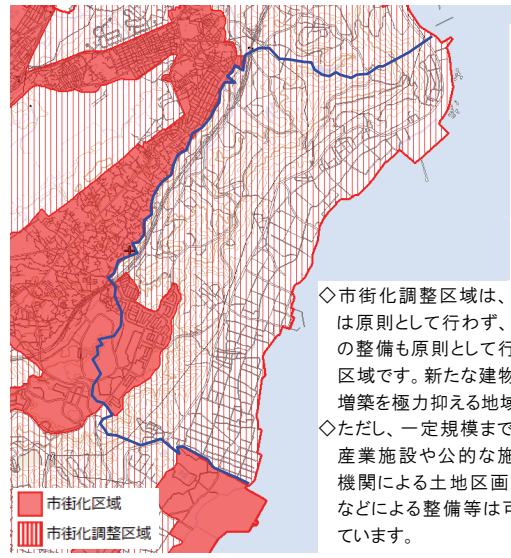 ◇市街化調整区域は、
は原則として行わず、
の整備も原則として行
区域です。新たな建物
増築を極力抑える地域
◇ただし、一定規模まで
産業施設や公的な施
機関による土地区画
などによる整備等は可
ています。
市街化区域
市街化調整区域